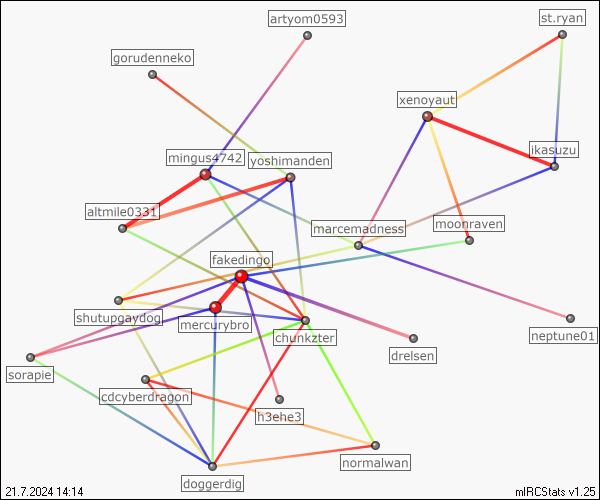 artyom0593
st.ryan
gorudenneko
xenoyaut
ikasuzu
mingus4742
yoshimanden
altmile0331
marcemadness
moonraven
fakedingo
shutupgaydog
mercurybro
chunkzter
neptune01
drelsen
sorapie
cdcyberdragon
h3ehe3
normalwan
doggerdig
21.7.2024 14:14
mIRCStats v1.25